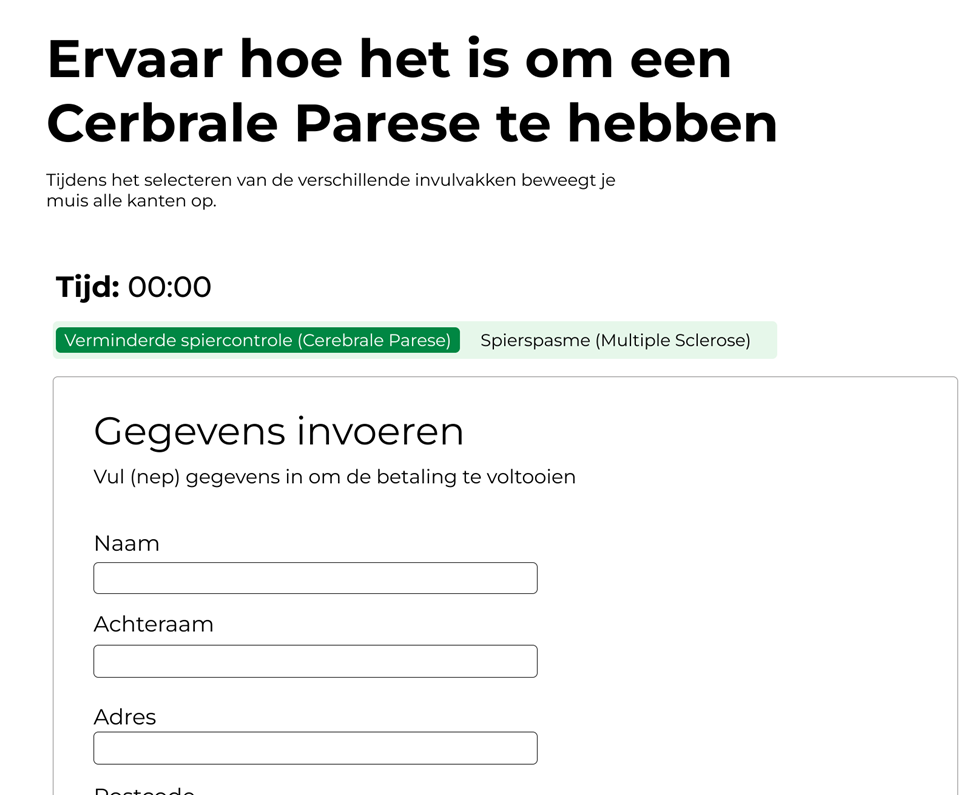 Ervaar hoe het is om een
Cerbrale Parese te hebben
Tijdens het selecteren van de verschillende invulvakken beweegt je
muis alle kanten op.
Tijd: 00:00
Verminderde spiercontrole (Cerebrale Parese) Spierspasme (Multiple Sclerose)
Gegevens invoeren
Vul (nep) gegevens in om de betaling te voltooien
Naam
Achteraam
Adres
Postcode